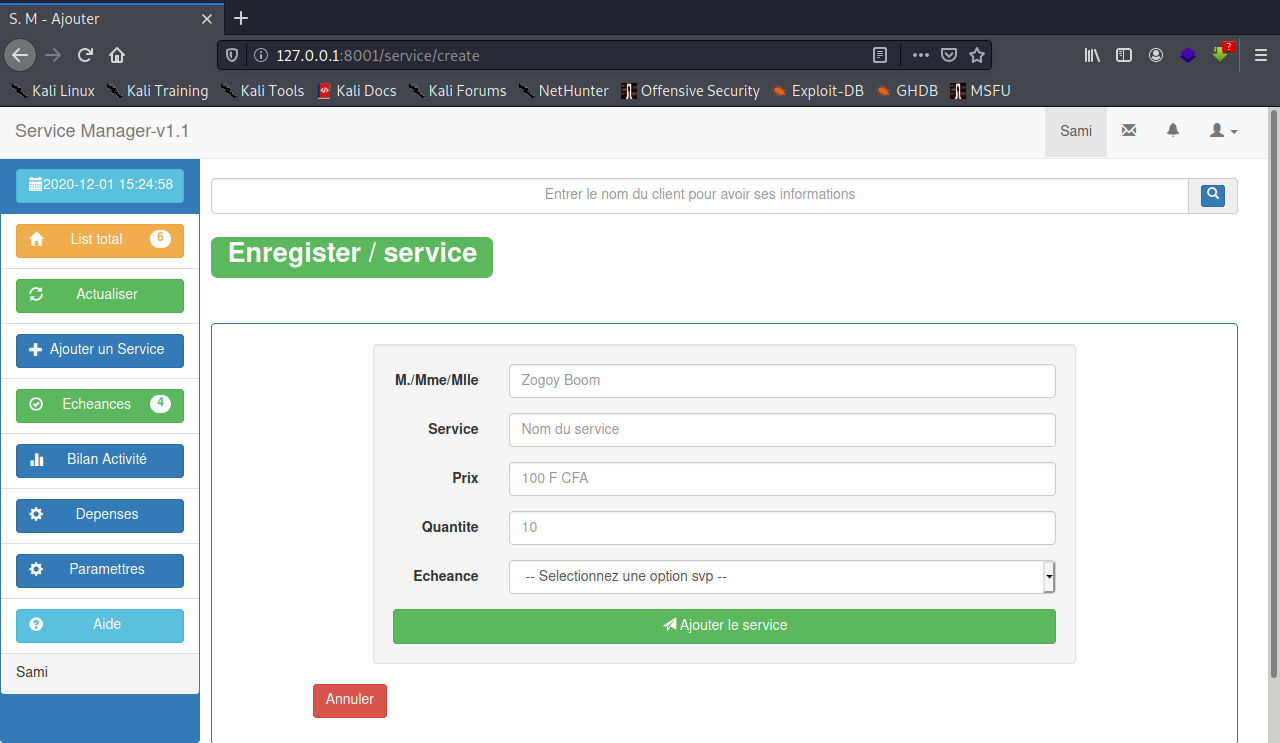 S. M - Ajouter
127.0.0.1:8001/service/create
Kali Linux Kali Training Kali Tools Kali Docs Kali Forums NetHunter Offensive Security Exploit-DB GHDB MSFU
Service Manager-v1.1
Sami
2020-12-01 15:24:58
List total 6
Actualiser
Ajouter un Service
Echeances 4
Bilan Activité
Depenses
Paramettres
Aide
Sami
Entrer le nom du client pour avoir ses informations
Enregister / service
M./Mme/Mlle Zogoy Boom
Service Nom du service
Prix 100 F CFA
Quantite 10
Echeance -- Selectionnez une option svp --
Ajouter le service
Annuler